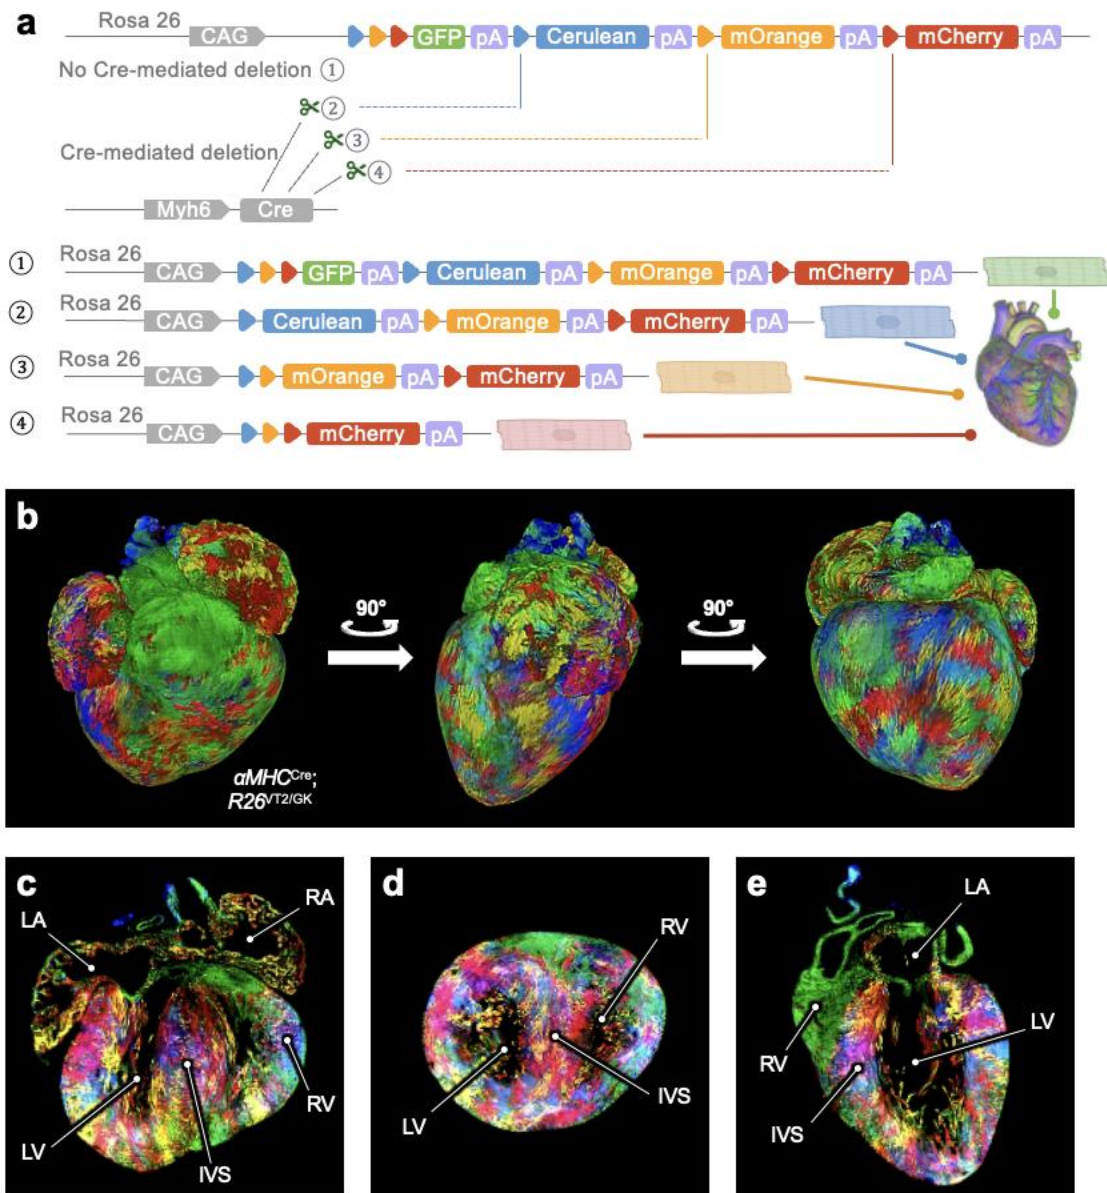 a
Rosa 26 CAG GFP pA Cerulean pA mOrange pA mCherry pA
No Cre-mediated deletion ①
②
③
Cre-mediated deletion
④
Myh6 Cre
① Rosa 26 CAG GFP pA Cerulean pA mOrange pA mCherry pA
② Rosa 26 CAG Cerulean pA mOrange pA mCherry pA
③ Rosa 26 CAG mOrange pA mCherry pA
④ Rosa 26 CAG mCherry pA
b
90° 90°
αMHCCre;
R26VT2/GK
c
LA
RA
RV
LV
IVS
d
RV
IVS
LV
e
LA
LV
RV
IVS